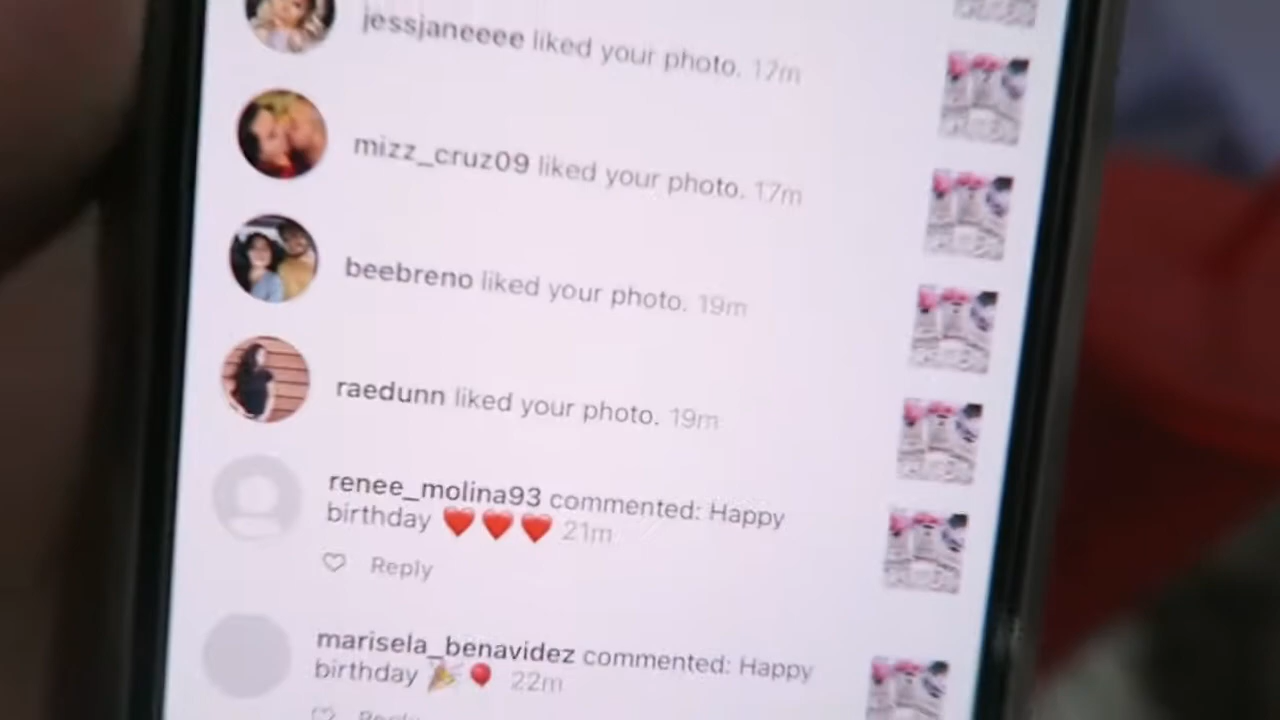 jessjaneeee liked your photo. 17m
mizz_cruz09 liked your photo. 17m
beebreno liked your photo. 19m
raedunn liked your photo. 19m
renee_molina93 commented: Happy
birthday ❤️❤️❤️ 21m
Reply
marisela_benavidez commented: Happy
birthday 🎉🎈 22m
Reply